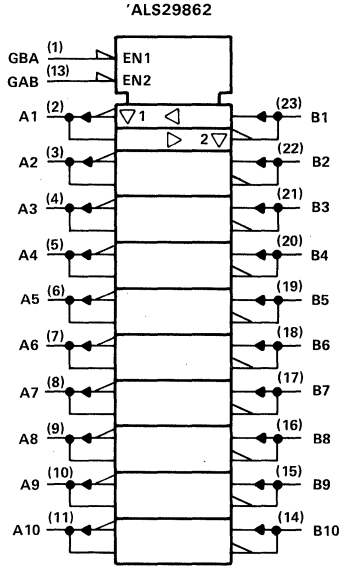 'ALS29862
GBA (1) EN1
GAB (13) EN2
A1 (2) 1 (23) B1
2
A2 (3) (22) B2
A3 (4) (21) B3
A4 (5) (20) B4
A5 (6) (19) B5
A6 (7) (18) B6
A7 (8) (17) B7
A8 (9) (16) B8
A9 (10) (15) B9
A10 (11) (14) B10